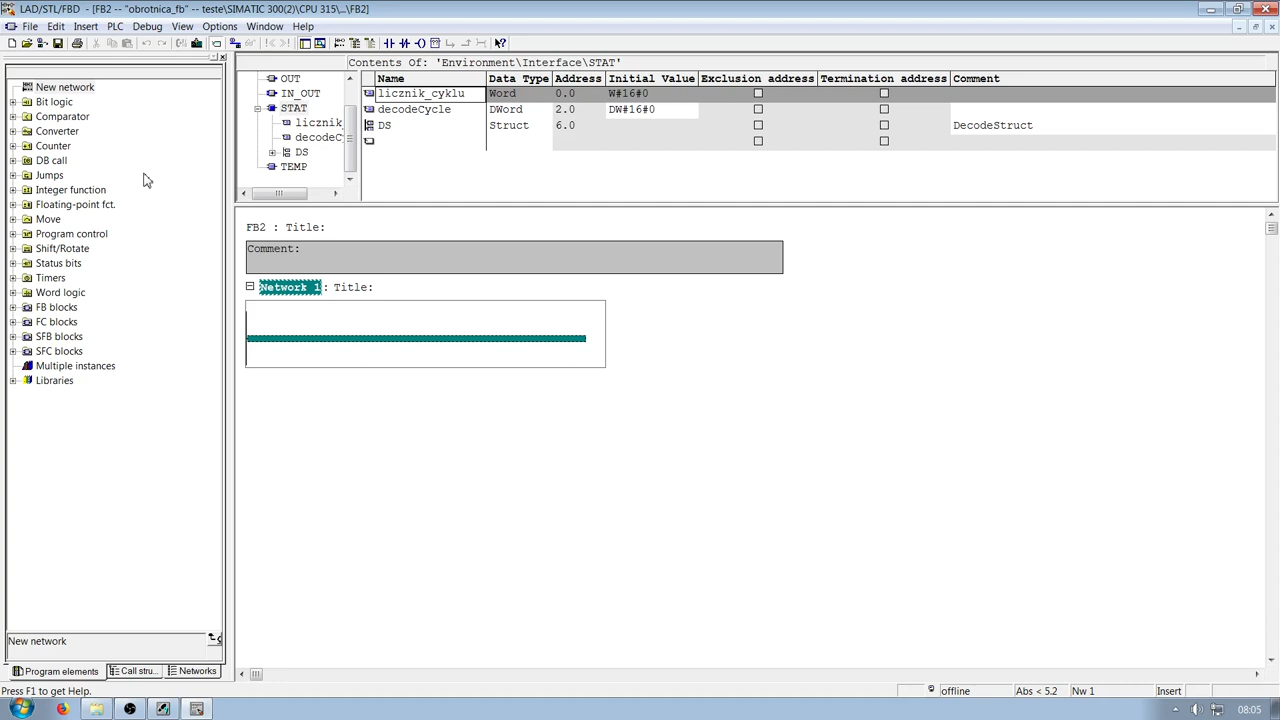 LAD/STL/FBD - [FB2 -- "obrotnica_fb" -- teste\SIMATIC 300(2)\CPU 315\...\FB2]
File Edit Insert PLC Debug View Options Window Help
New network
Bit logic
Comparator
Converter
Counter
DB call
Jumps
Integer function
Floating-point fct.
Move
Program control
Shift/Rotate
Status bits
Timers
Word logic
FB blocks
FC blocks
SFB blocks
SFC blocks
Multiple instances
Libraries
New network
Program elements Call stru... Networks
Contents Of: 'Environment\Interface\STAT'
OUT
IN_OUT
STAT
licznik_
decodeC
DS
TEMP
Name Data Type Address Initial Value Exclusion address Termination address Comment
licznik_cyklu Word 0.0 W#16#0
decodeCycle DWord 2.0 DW#16#0
DS Struct 6.0 DecodeStruct
FB2 : Title:
Comment:
Network 1: Title:
Press F1 to get Help. offline Abs < 5.2 Nw 1 Insert
08:05